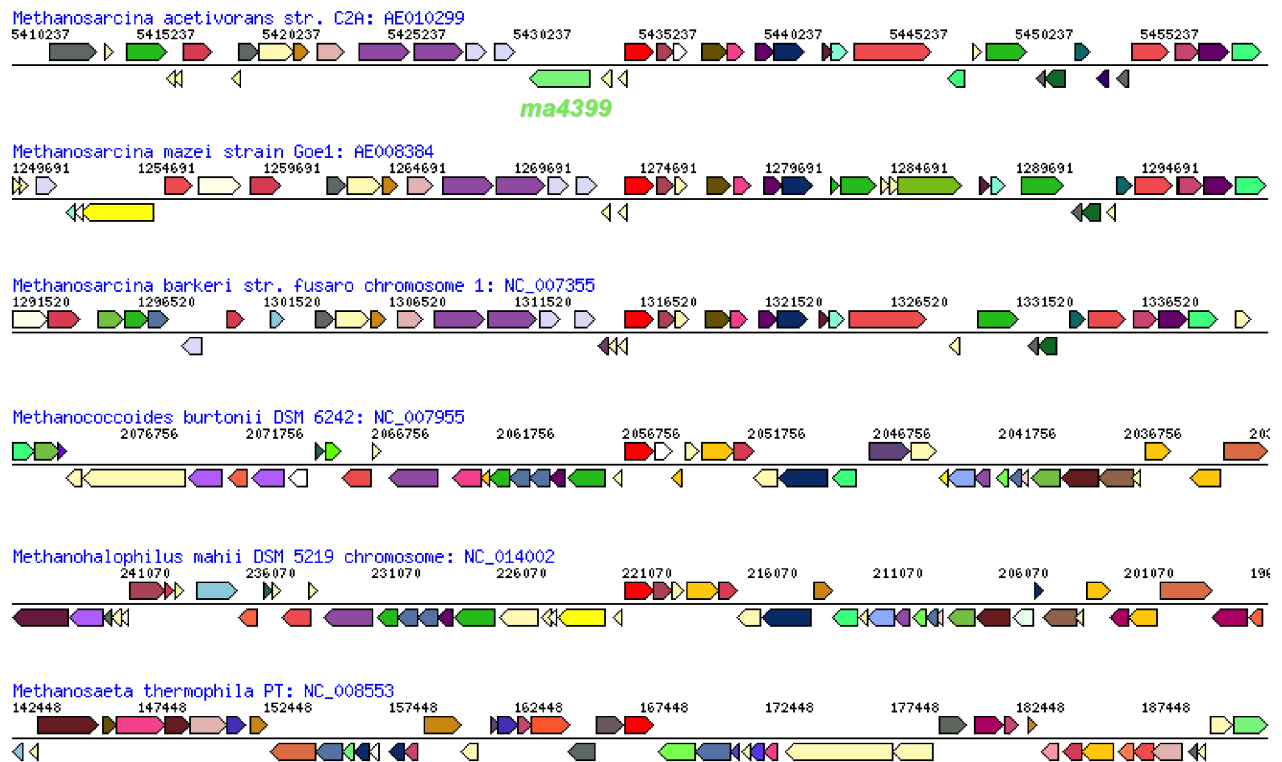 Methanosarcina acetivorans str. C2A: AE010299
5410237 5415237 5420237 5425237 5430237 5435237 5440237 5445237 5450237 5455237
ma4399
Methanosarcina mazei strain Goe1: AE008384
1249691 1254691 1259691 1264691 1269691 1274691 1279691 1284691 1289691 1294691
Methanosarcina barkeri str. fusaro chromosome 1: NC_007355
1291520 1296520 1301520 1306520 1311520 1316520 1321520 1326520 1331520 1336520
Methanococcoides burtonii DSM 6242: NC_007955
2076756 2071756 2066756 2061756 2056756 2051756 2046756 2041756 2036756 203
Methanohalophilus mahii DSM 5219 chromosome: NC_014002
241070 236070 231070 226070 221070 216070 211070 206070 201070 196
Methanosaeta thermophila PT: NC_008553
142448 147448 152448 157448 162448 167448 172448 177448 182448 187448